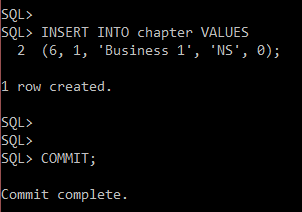 SQL>
SQL> INSERT INTO chapter VALUES
  2  (6, 1, 'Business 1', 'NS', 0);
1 row created.
SQL>
SQL>
SQL> COMMIT;
Commit complete.